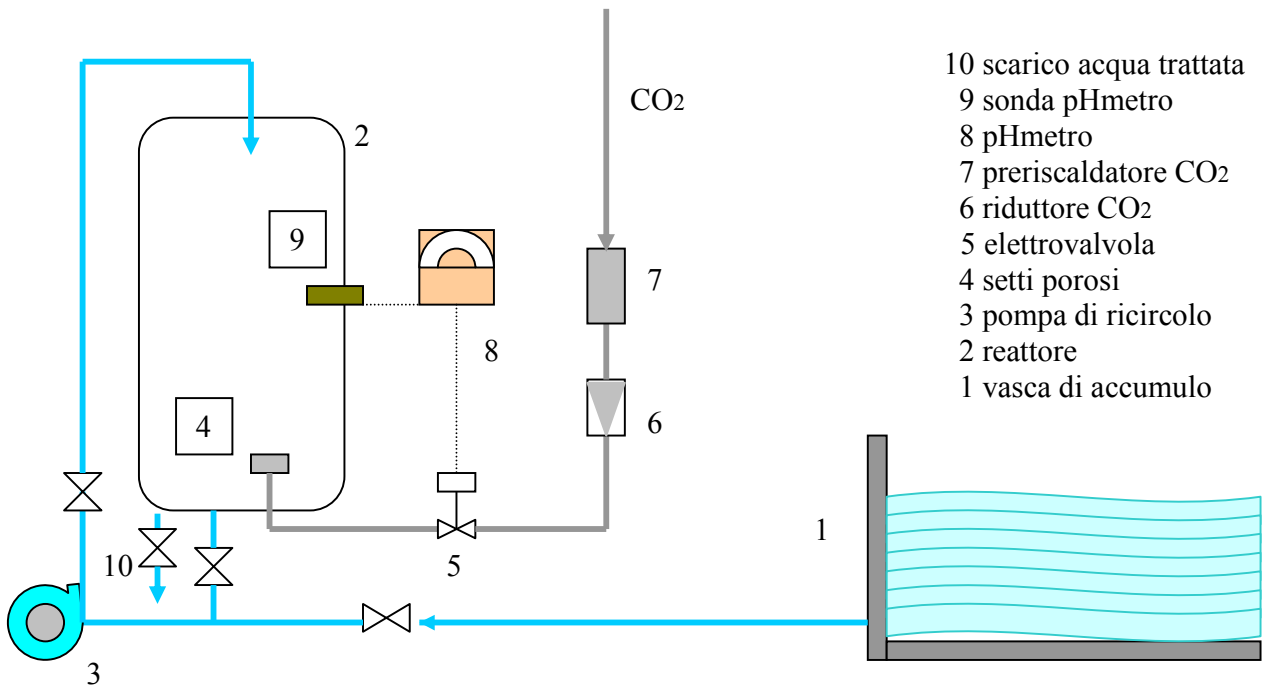 CO2
2
9
7
8
4
6
5
10
3
1
10 scarico acqua trattata
9 sonda pHmetro
8 pHmetro
7 preriscaldatore CO2
6 riduttore CO2
5 elettrovalvola
4 setti porosi
3 pompa di ricircolo
2 reattore
1 vasca di accumulo